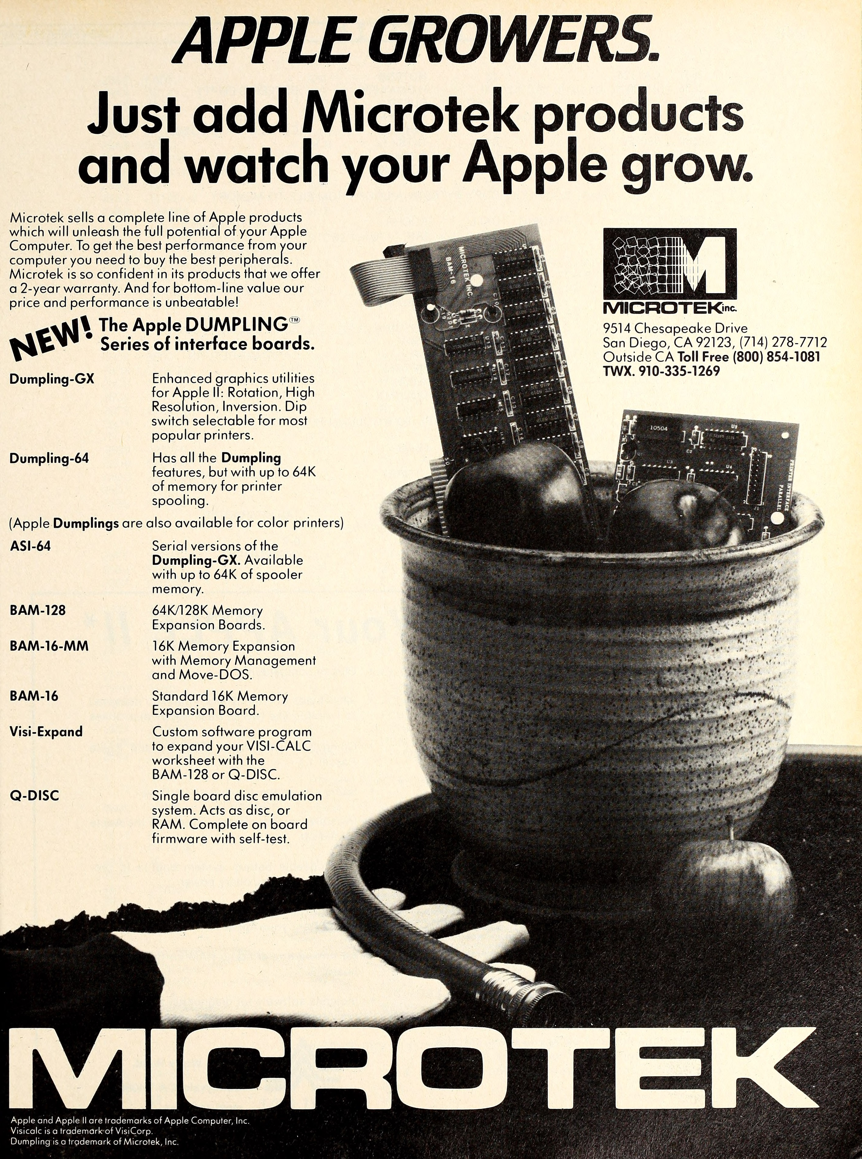 APPLE GROWERS.
Just add Microtek products
and watch your Apple grow.
Microtek sells a complete line of Apple products
which will unleash the full potential of your Apple
Computer. To get the best performance from your
computer you need to buy the best peripherals.
Microtek is so confident in its products that we offer
a 2-year warranty. And for bottom-line value our
price and performance is unbeatable!
NEW! The Apple DUMPLING™
Series of interface boards.
Dumpling-GX Enhanced graphics utilities
for Apple II: Rotation, High
Resolution, Inversion. Dip
switch selectable for most
popular printers.
Dumpling-64 Has all the Dumpling
features, but with up to 64K
of memory for printer
spooling.
(Apple Dumplings are also available for color printers)
ASI-64 Serial versions of the
Dumpling-GX. Available
with up to 64K of spooler
memory.
BAM-128 64K/128K Memory
Expansion Boards.
BAM-16-MM 16K Memory Expansion
with Memory Management
and Move-DOS.
BAM-16 Standard 16K Memory
Expansion Board.
Visi-Expand Custom software program
to expand your VISI-CALC
worksheet with the
BAM-128 or Q-DISC.
Q-DISC Single board disc emulation
system. Acts as disc, or
RAM. Complete on board
firmware with self-test.
MICROTEK INC
BAM-16
M
MICROTEK inc.
9514 Chesapeake Drive
San Diego, CA 92123, (714) 278-7712
Outside CA Toll Free (800) 854-1081
TWX. 910-335-1269
10504
PRINTER INTERFACE
PARALLEL
MICROTEK
Apple and Apple II are trademarks of Apple Computer, Inc.
Visicalc is a trademark of VisiCorp.
Dumpling is a trademark of Microtek, Inc.